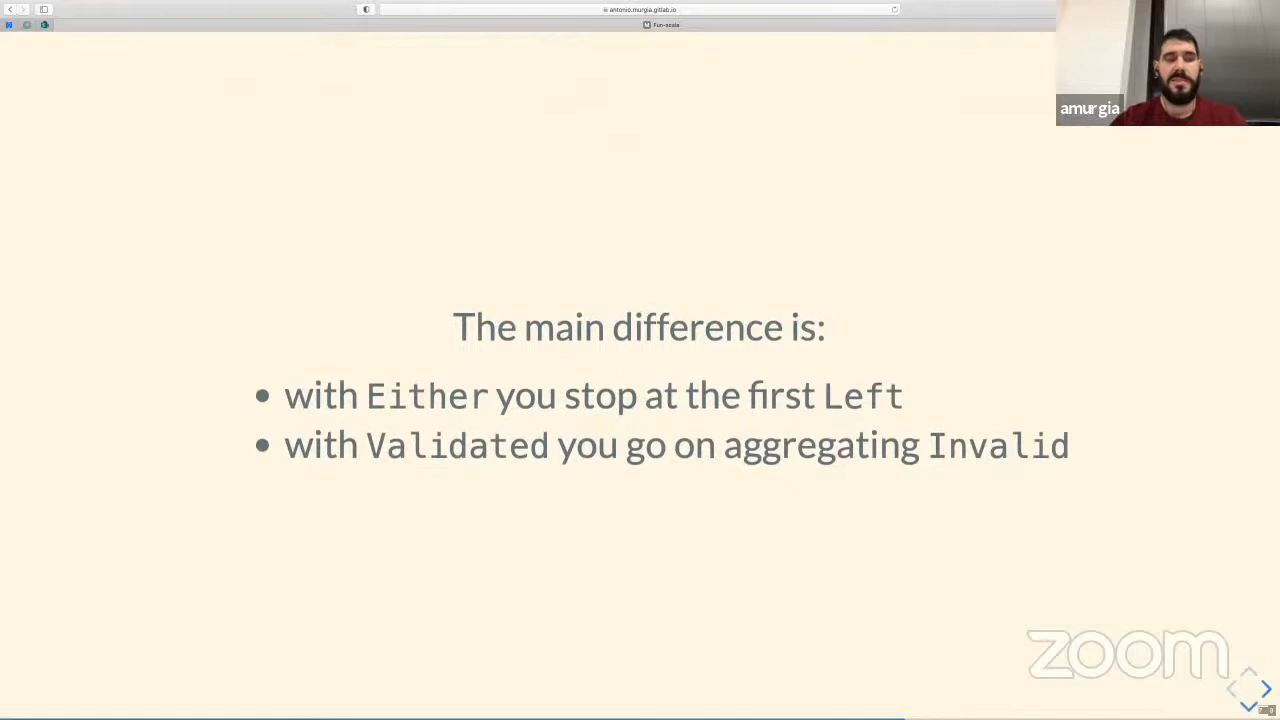 antonio.murgia.gitlab.io
Fun-scala
amurgia
The main difference is:
• with Either you stop at the first Left
• with Validated you go on aggregating Invalid
zoom